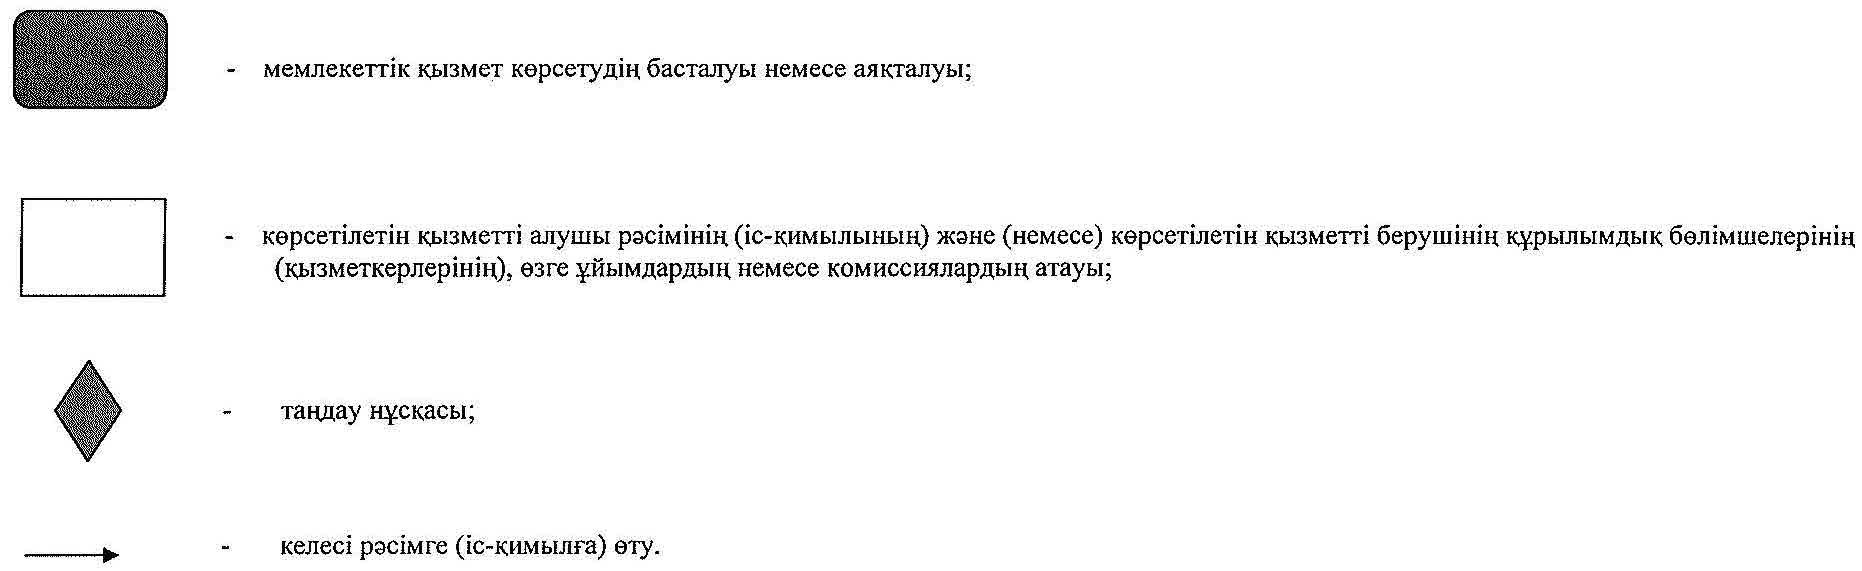 - мемлекеттік қызмет көрсетудің басталуы немесе аяқталуы;
- көрсетілетін қызметті алушы рәсімінің (іс-қимылының) және (немесе) көрсетілетін қызметті берушінің құрылымдық бөлімшелерінің
(қызметкерлерінің), өзге ұйымдардың немесе комиссиялардың атауы;
- таңдау нұсқасы;
- келесі рәсімге (іс-қимылға) өту.